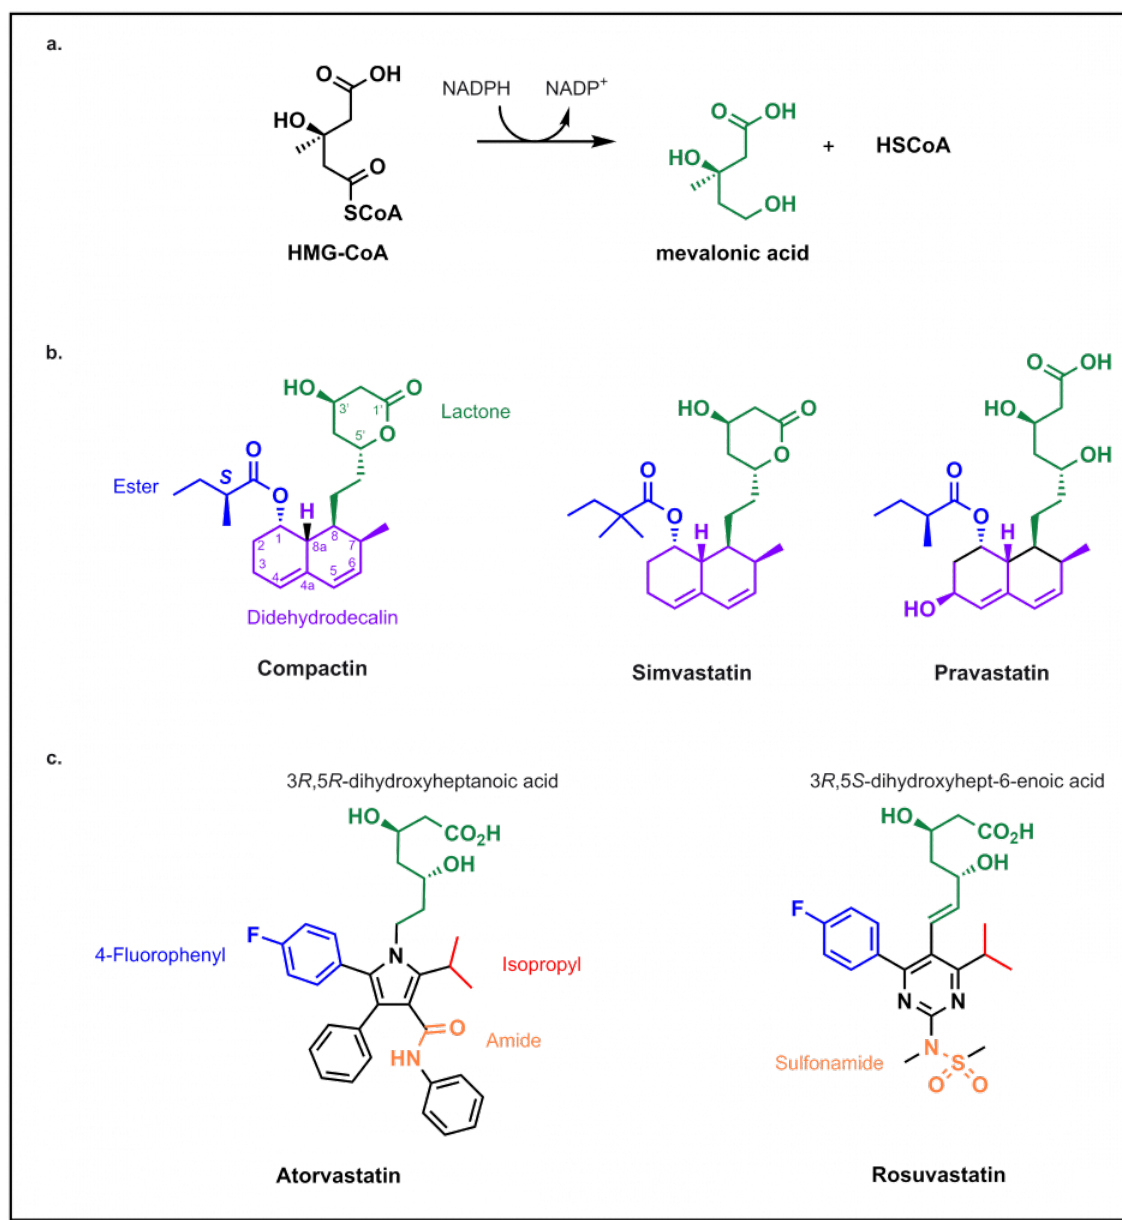 a.
O
OH
HO
O
SCoA
HMG-CoA
NADPH
NADP+
O
OH
HO
OH
mevalonic acid
+
HSCoA
b.
HO
O
3'
1'
Lactone
5'
O
O
S
Ester
O
H
1
8
2
8a
7
3
5
6
4
4a
Didehydrodecalin
Compactin
HO
O
O
O
O
H
Simvastatin
O
OH
HO
OH
O
O
H
HO
Pravastatin
c.
3R,5R-dihydroxyheptanoic acid
HO
CO2H
OH
F
4-Fluorophenyl
N
Isopropyl
O
Amide
HN
Atorvastatin
3R,5S-dihydroxyhept-6-enoic acid
HO
CO2H
OH
F
N
N
Sulfonamide
N
S
O
O
Rosuvastatin